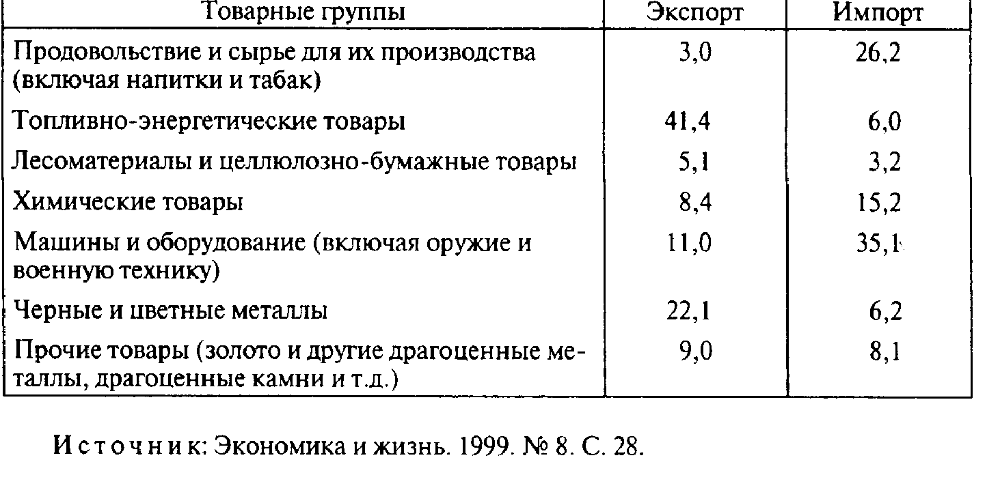 Товарные группы Экспорт Импорт
Продовольствие и сырье для их производства 3,0 26,2
(включая напитки и табак)
Топливно-энергетические товары 41,4 6,0
Лесоматериалы и целлюлозно-бумажные товары 5,1 3,2
Химические товары 8,4 15,2
Машины и оборудование (включая оружие и 11,0 35,1
военную технику)
Черные и цветные металлы 22,1 6,2
Прочие товары (золото и другие драгоценные ме- 9,0 8,1
таллы, драгоценные камни и т.д.)
Источник: Экономика и жизнь. 1999. № 8. С. 28.